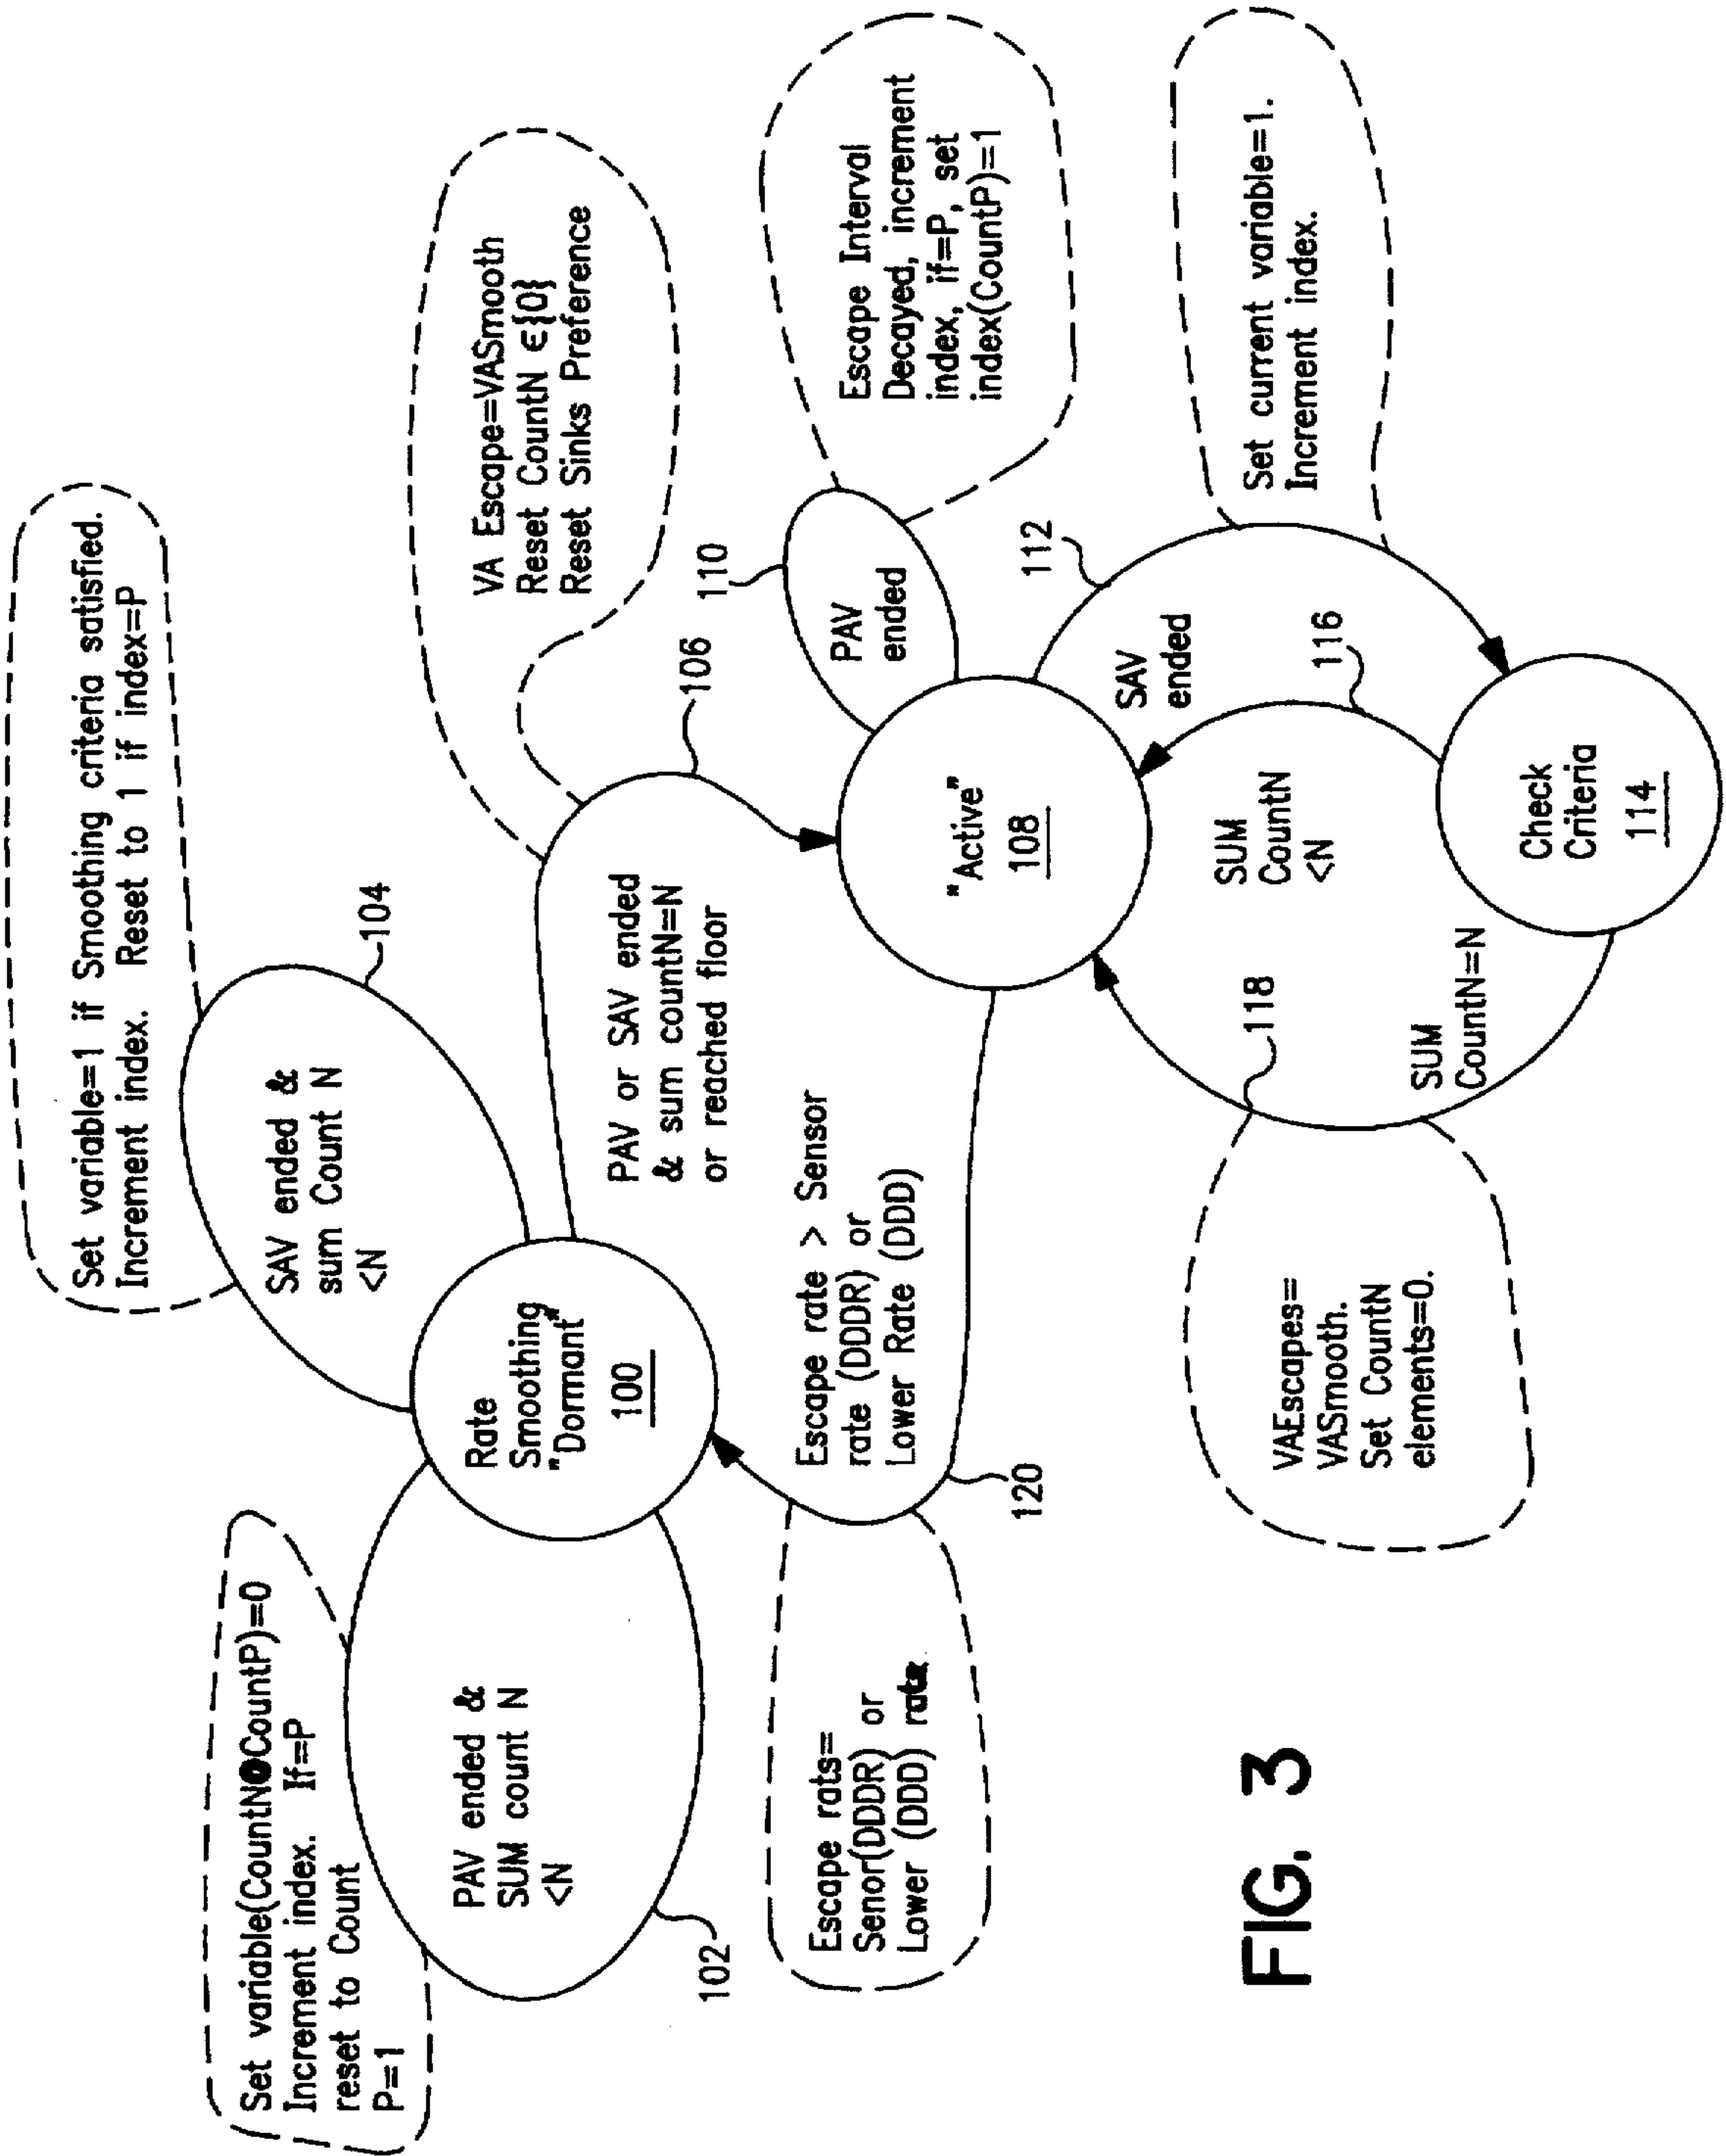 Set variable(CountN@CountP)=0
Increment index. If=P
reset to Count
P=1
PAV ended &
SUM count N
<N
102
Set variable=1 if Smoothing criteria satisfied.
Increment index. Reset to 1 if index=P
SAV ended &
sum Count N
<N
104
Rate
Smoothing
"Dormant"
100
VA Escape=VASmooth
Reset CountN ∈{0}
Reset Sinks Preference
PAV or SAV ended
& sum countN=N
or reached floor
106
Escape rats=
Senor(DDDR) or
Lower (DDD) rate
Escape rate > Sensor
rate (DDDR) or
Lower Rate (DDD)
120
"Active"
108
PAV
ended
110
Escape Interval
Decayed, increment
index, if=P, set
index(CountP)=1
SAV
ended
112
Set current variable=1.
Increment index.
SUM
CountN
<N
116
Check
Criteria
114
SUM
CountN=N
118
VAEscapes=
VASmooth.
Set CountN
elements=0.
FIG. 3